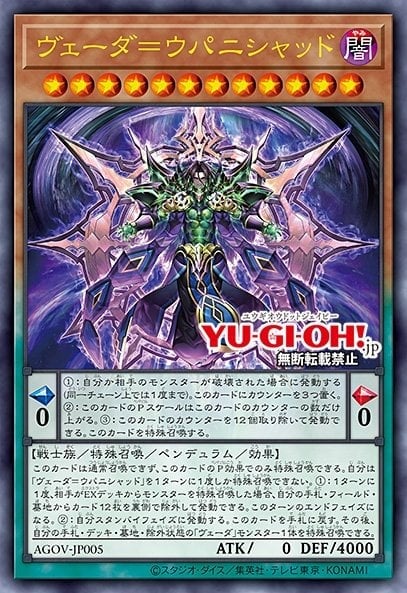 ヴェーダ=ウパニシャッド
やみ
闇
ユウギオウドットジェイピー
YU-GI-OH!.jp
無断転載禁止
①:自分か相手のモンスターが破壊された場合に発動する
(同一チェーン上では1度まで)。このカードにカウンターを3つ置く。
②:このカードのPスケールはこのカードのカウンターの数だけ
上がる。③:このカードのカウンターを12個取り除いて発動で
きる。このカードを特殊召喚する。
0
0
【戦士族/特殊召喚/ペンデュラム/効果】
このカードは通常召喚できず、このカードのP効果でのみ特殊召喚できる。自分は
「ヴェーダ=ウパニシャッド」を1ターンに1度しか特殊召喚できない。①:1ターン
に1度、相手がEXデッキからモンスターを特殊召喚した場合、自分の手札・フィールド・
墓地からカード12枚を裏側で除外して発動できる。このターンのエンドフェイズに
なる。②:自分スタンバイフェイズに発動する。このカードを手札に戻す。その後、
自分の手札・デッキ・墓地・除外状態の「ヴェーダ」モンスター1体を特殊召喚できる。
AGOV-JP005
ATK/ 0 DEF/4000
©スタジオ・ダイス/集英社・テレビ東京・KONAMI